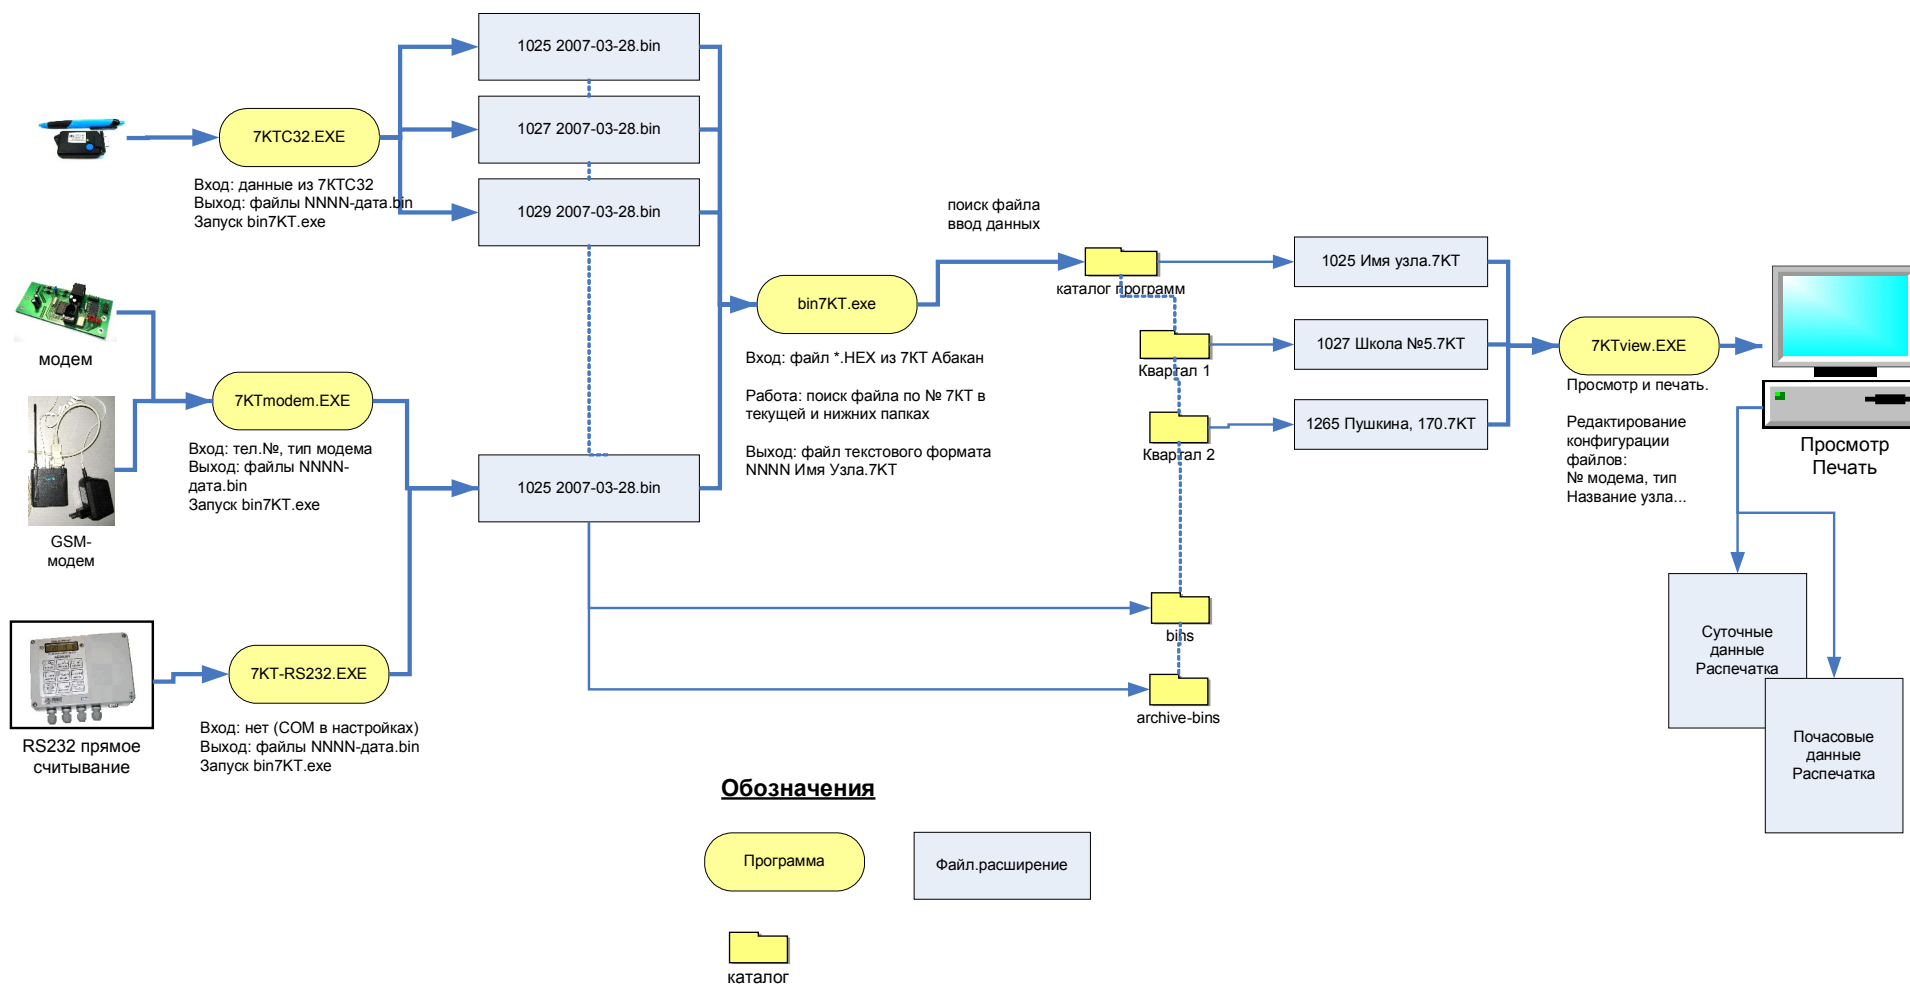 1025 2007-03-28.bin
1027 2007-03-28.bin
1029 2007-03-28.bin
7KTC32.EXE
Вход: данные из 7КТС32
Выход: файлы NNNN-дата.bin
Запуск bin7KT.exe
модем
GSM-
модем
7KTmodem.EXE
Вход: тел.№, тип модема
Выход: файлы NNNN-
дата.bin
Запуск bin7KT.exe
1025 2007-03-28.bin
RS232 прямое
считывание
7KT-RS232.EXE
Вход: нет (COM в настройках)
Выход: файлы NNNN-дата.bin
Запуск bin7KT.exe
bin7KT.exe
Вход: файл *.HEX из 7КТ Абакан
Работа: поиск файла по № 7КТ в
текущей и нижних папках
Выход: файл текстового формата
NNNN Имя Узла.7КТ
поиск файла
ввод данных
каталог программ
Квартал 1
Квартал 2
bins
archive-bins
1025 Имя узла.7KT
1027 Школа №5.7KT
1265 Пушкина, 170.7KT
7KTview.EXE
Просмотр и печать.
Редактирование
конфигурации
файлов:
№ модема, тип
Название узла...
Просмотр
Печать
Суточные
данные
Распечатка
Почасовые
данные
Распечатка
Обозначения
Программа
Файл.расширение
каталог